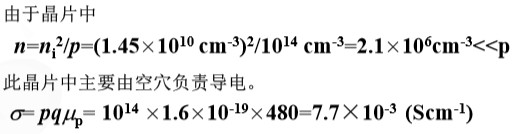 由于晶片中
n=nᵢ²/p=(1.45×10¹⁰ cm⁻³)²/10¹⁴ cm⁻³=2.1×10⁶cm⁻³<<p
此晶片中主要由空穴负责导电。
σ= pqμₚ= 10¹⁴ ×1.6×10⁻¹⁹×480=7.7×10⁻³ (Scm⁻¹)